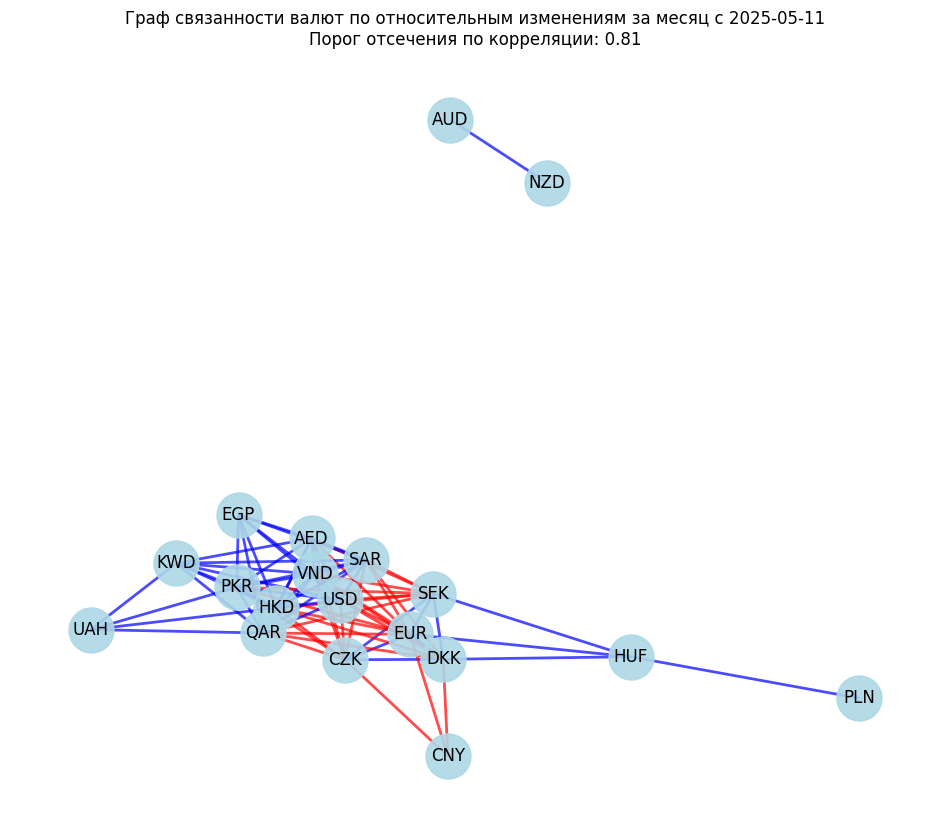 Граф связанности валют по относительным изменениям за месяц с 2025-05-11
Порог отсечения по корреляции: 0.81
AUD
NZD
EGP
AED
SAR
KWD
VND
PKR
SEK
USD
HKD
UAH
QAR
EUR
CZK
DKK
HUF
PLN
CNY